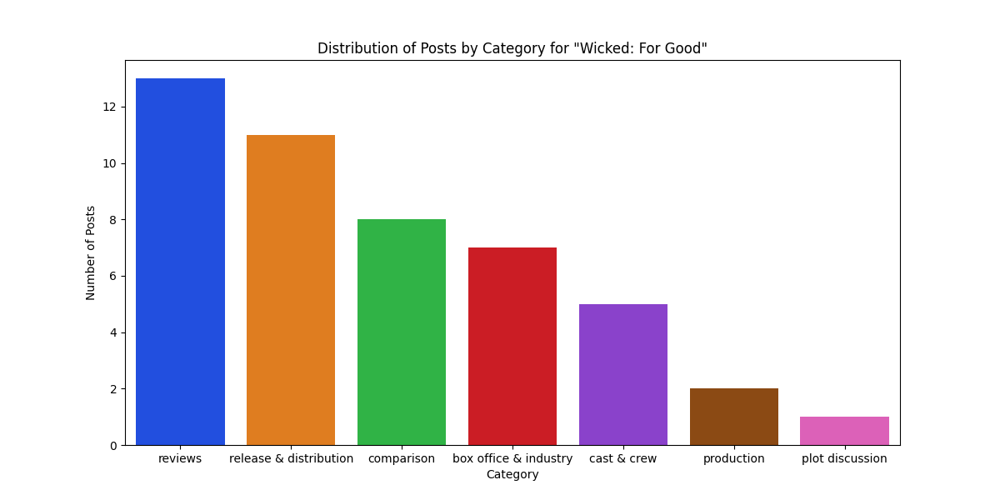 Distribution of Posts by Category for "Wicked: For Good"
Number of Posts
12
10
8
6
4
2
0
reviews release & distribution comparison box office & industry cast & crew production plot discussion
Category